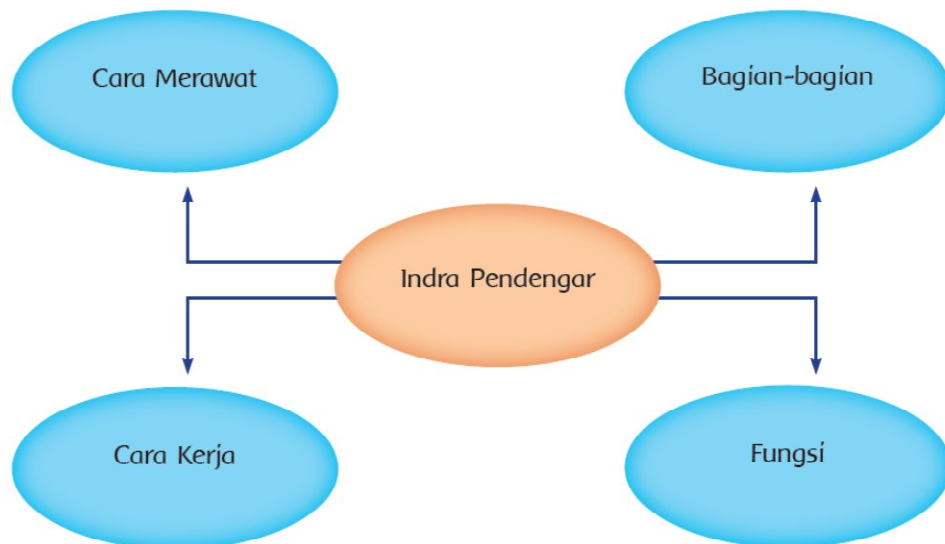 Cara Merawat
Bagian-bagian
Indra Pendengar
Cara Kerja
Fungsi